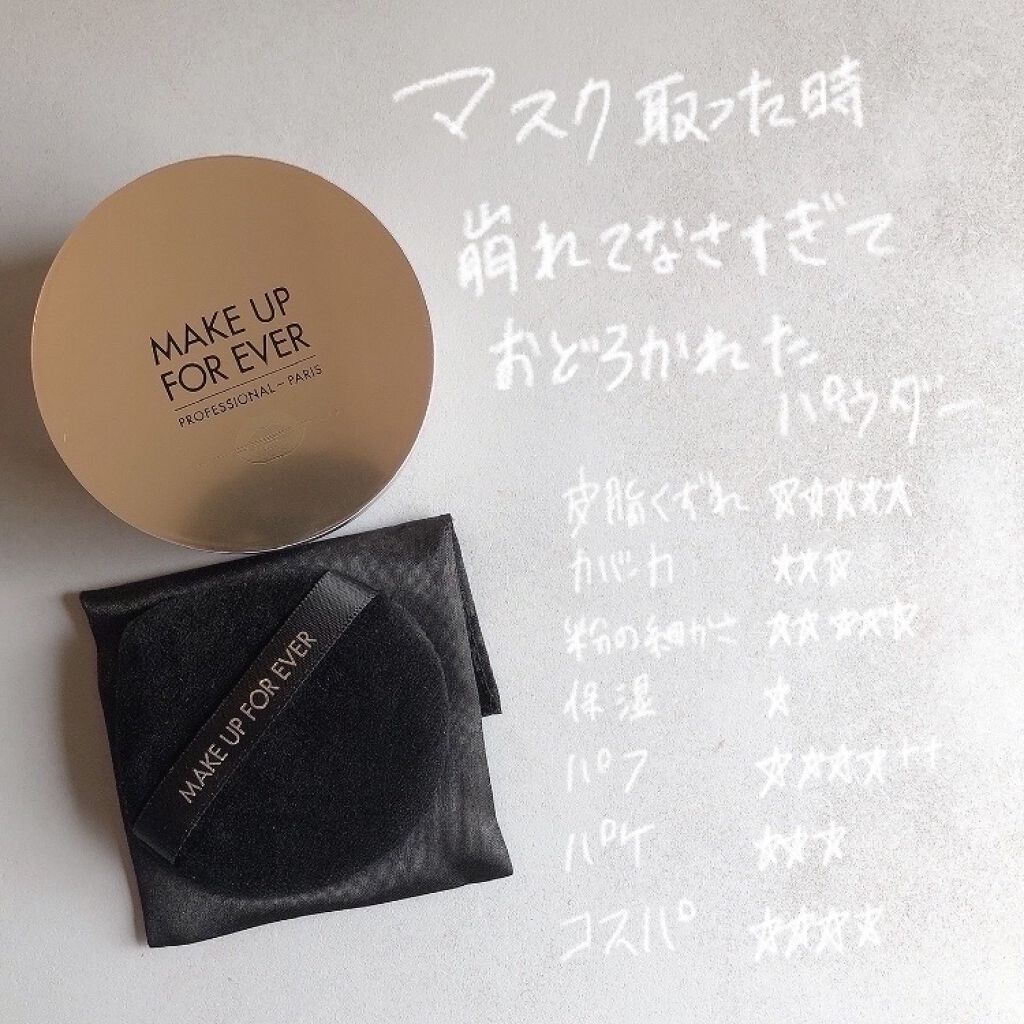 マスク取った時
崩れてなさすぎて
おどろかれた
パウダー
MAKE UP
FOR EVER
PROFESSIONAL-PARIS
皮脂くずれ ☆☆☆☆☆
カバー力 ☆☆☆
粉の細かさ ☆☆☆☆☆
保湿 ☆
パフ ☆☆☆☆++
パケ ☆☆☆
コスパ ☆☆☆☆
MAKE UP FOR EVER